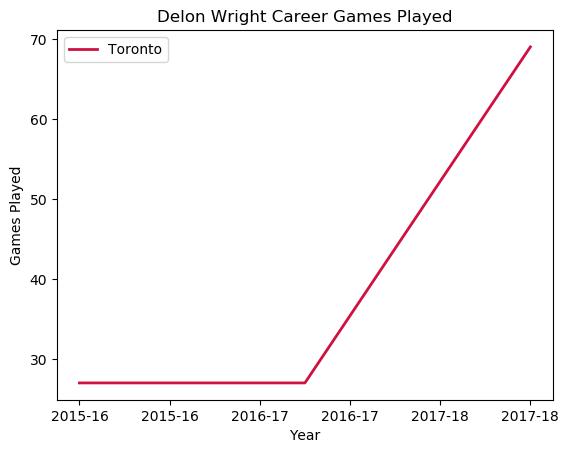 Delon Wright Career Games Played
Toronto
70
60
50
40
30
Games Played
2015-16 2015-16 2016-17 2016-17 2017-18 2017-18
Year